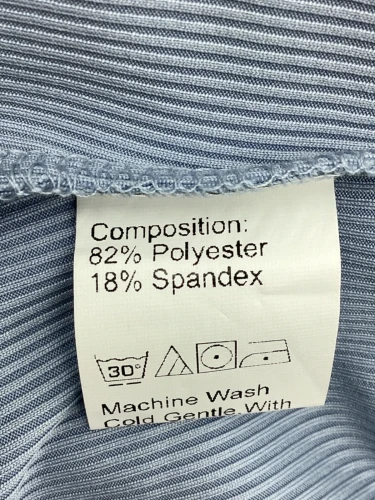 Composition:
82% Polyester
18% Spandex
30°
Machine Wash
Cold Gentle With